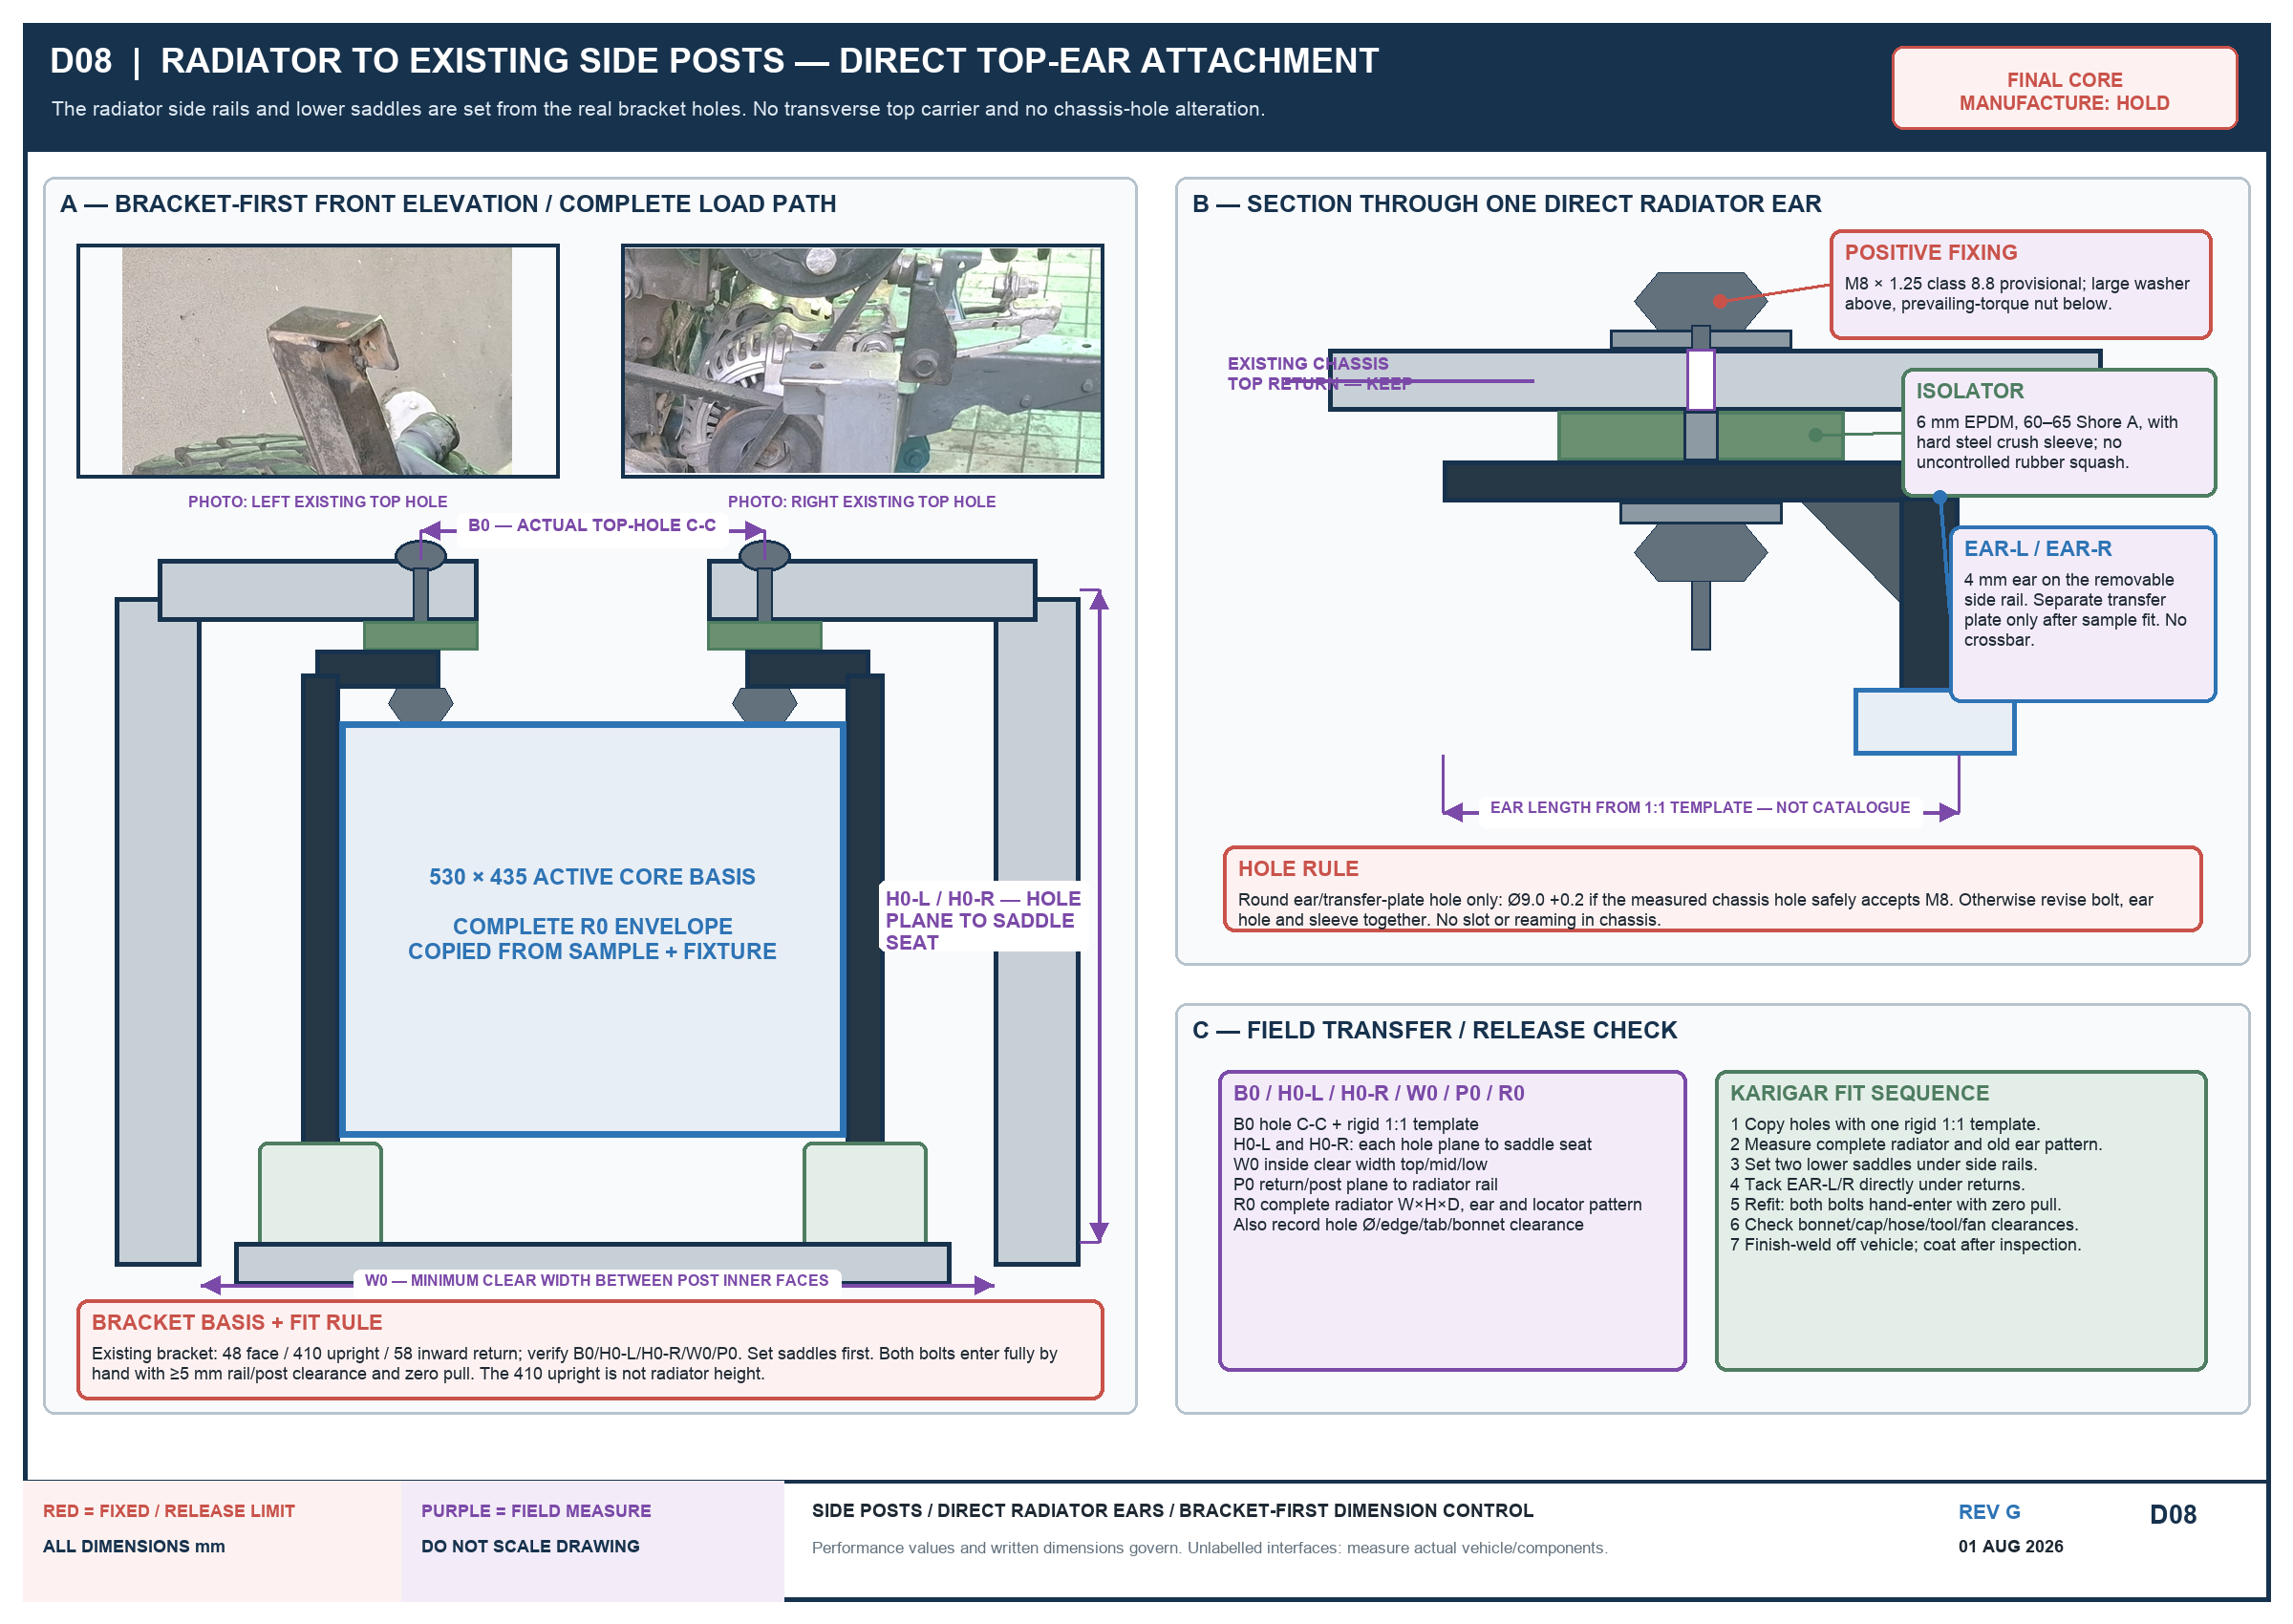 D08 | RADIATOR TO EXISTING SIDE POSTS — DIRECT TOP-EAR ATTACHMENT
The radiator side rails and lower saddles are set from the real bracket holes. No transverse top carrier and no chassis-hole alteration.
FINAL CORE
MANUFACTURE: HOLD
A — BRACKET-FIRST FRONT ELEVATION / COMPLETE LOAD PATH
PHOTO: LEFT EXISTING TOP HOLE
PHOTO: RIGHT EXISTING TOP HOLE
B0 — ACTUAL TOP-HOLE C-C
530 × 435 ACTIVE CORE BASIS
COMPLETE R0 ENVELOPE
COPIED FROM SAMPLE + FIXTURE
H0-L / H0-R — HOLE
PLANE TO SADDLE
SEAT
W0 — MINIMUM CLEAR WIDTH BETWEEN POST INNER FACES
BRACKET BASIS + FIT RULE
Existing bracket: 48 face / 410 upright / 58 inward return; verify B0/H0-L/H0-R/W0/P0. Set saddles first. Both bolts enter fully by
hand with ≥5 mm rail/post clearance and zero pull. The 410 upright is not radiator height.
B — SECTION THROUGH ONE DIRECT RADIATOR EAR
POSITIVE FIXING
M8 × 1.25 class 8.8 provisional; large washer
above, prevailing-torque nut below.
EXISTING CHASSIS
TOP RETURN — KEEP
ISOLATOR
6 mm EPDM, 60–65 Shore A, with
hard steel crush sleeve; no
uncontrolled rubber squash.
EAR-L / EAR-R
4 mm ear on the removable
side rail. Separate transfer
plate only after sample fit. No
crossbar.
EAR LENGTH FROM 1:1 TEMPLATE — NOT CATALOGUE
HOLE RULE
Round ear/transfer-plate hole only: Ø9.0 +0.2 if the measured chassis hole safely accepts M8. Otherwise revise bolt, ear
hole and sleeve together. No slot or reaming in chassis.
C — FIELD TRANSFER / RELEASE CHECK
B0 / H0-L / H0-R / W0 / P0 / R0
B0 hole C-C + rigid 1:1 template
H0-L and H0-R: each hole plane to saddle seat
W0 inside clear width top/mid/low
P0 return/post plane to radiator rail
R0 complete radiator W×H×D, ear and locator pattern
Also record hole Ø/edge/tab/bonnet clearance
KARIGAR FIT SEQUENCE
1 Copy holes with one rigid 1:1 template.
2 Measure complete radiator and old ear pattern.
3 Set two lower saddles under side rails.
4 Tack EAR-L/R directly under returns.
5 Refit: both bolts hand-enter with zero pull.
6 Check bonnet/cap/hose/tool/fan clearances.
7 Finish-weld off vehicle; coat after inspection.
RED = FIXED / RELEASE LIMIT
ALL DIMENSIONS mm
PURPLE = FIELD MEASURE
DO NOT SCALE DRAWING
SIDE POSTS / DIRECT RADIATOR EARS / BRACKET-FIRST DIMENSION CONTROL
Performance values and written dimensions govern. Unlabelled interfaces: measure actual vehicle/components.
REV G
01 AUG 2026
D08